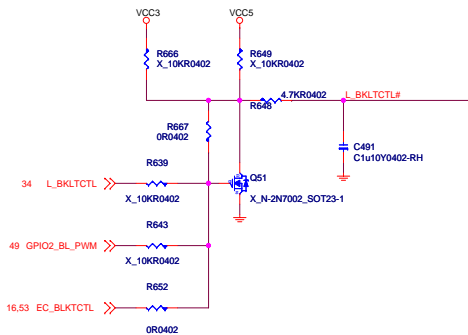 VCC3
VCC5
R666
X_10KR0402
R649
X_10KR0402
4.7KR0402
L_BKLTCTL#
R648
R667
0R0402
C491
C1u10Y0402-RH
R639
Q51
34 L_BKLTCTL
X_10KR0402
X_N-2N7002_SOT23-1
R643
49 GPIO2_BL_PWM
X_10KR0402
R652
16,53 EC_BLKTCTL
0R0402